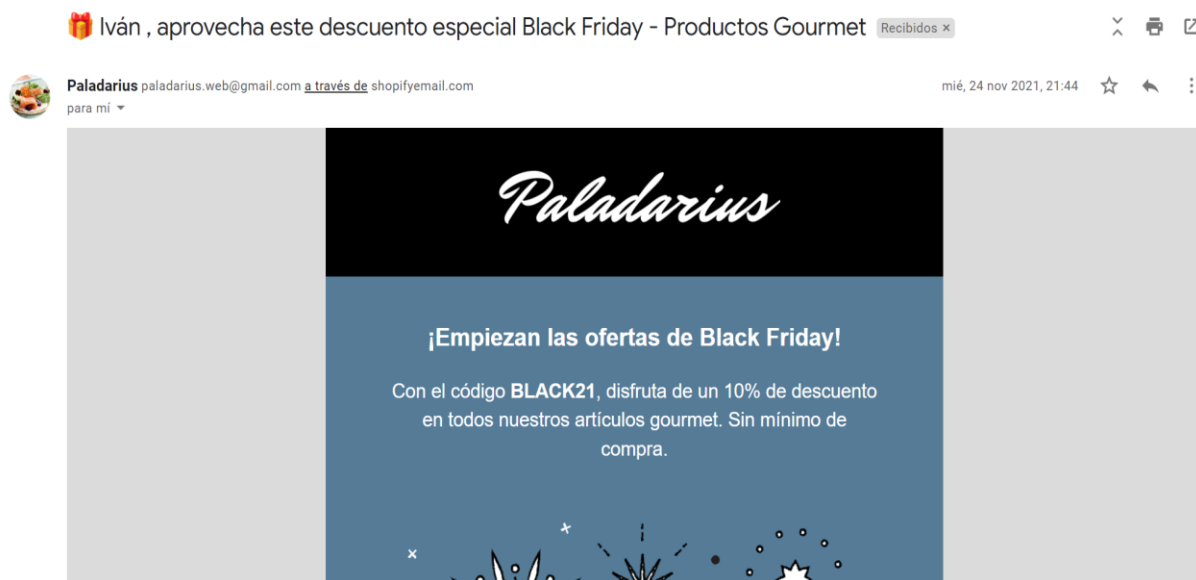 🎁 Iván , aprovecha este descuento especial Black Friday - Productos Gourmet Recibidos ×
Paladarius paladarius.web@gmail.com a través de shopifyemail.com mié, 24 nov 2021, 21:44
para mí
Paladarius
¡Empiezan las ofertas de Black Friday!
Con el código BLACK21, disfruta de un 10% de descuento
en todos nuestros artículos gourmet. Sin mínimo de
compra.